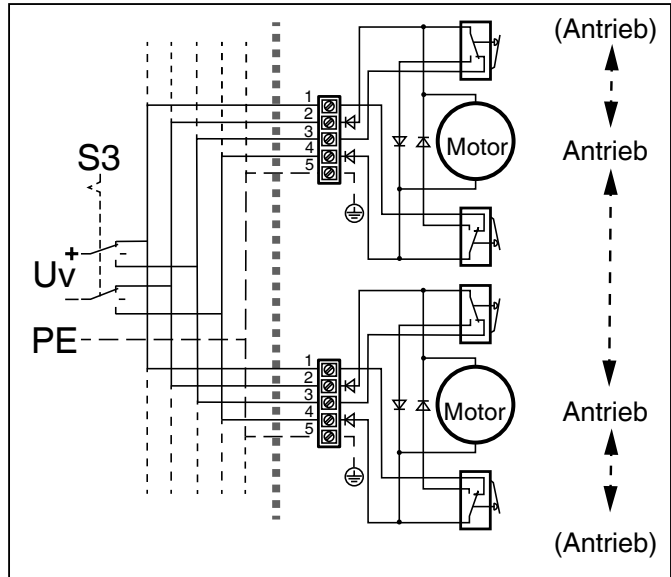 (Antrieb)
1
2
3
4
5
Motor
Antrieb
S3
+
Uv
-
PE
1
2
3
4
5
Motor
Antrieb
(Antrieb)